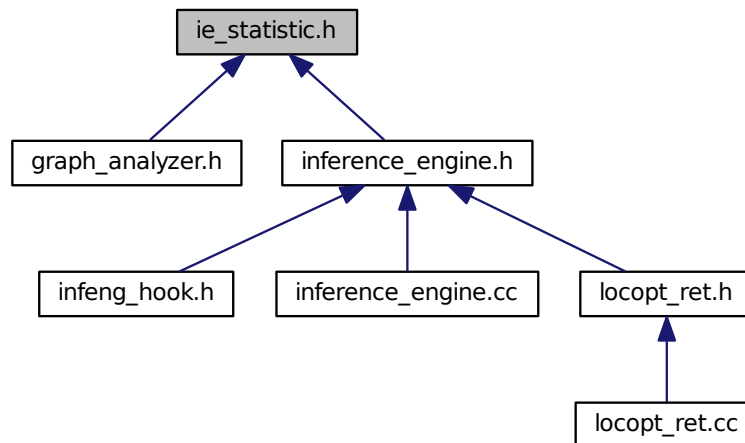 ie_statistic.h
graph_analyzer.h
inference_engine.h
infeng_hook.h
inference_engine.cc
locopt_ret.h
locopt_ret.cc